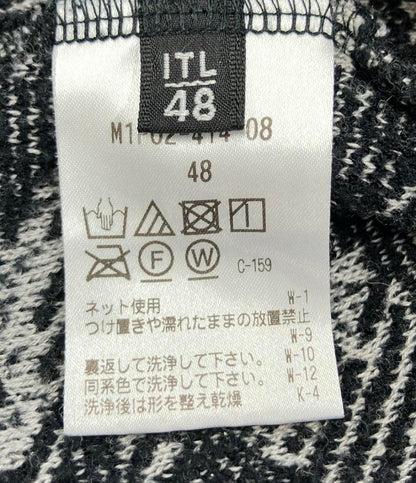 ITL
48
M1F02-414-08
48
F W C-159
ネット使用 W-1
つけ置きや濡れたままの放置禁止
W-9
裏返して洗浄して下さい。 W-10
同系色で洗浄して下さい。 W-12
洗浄後は形を整え乾燥 K-4